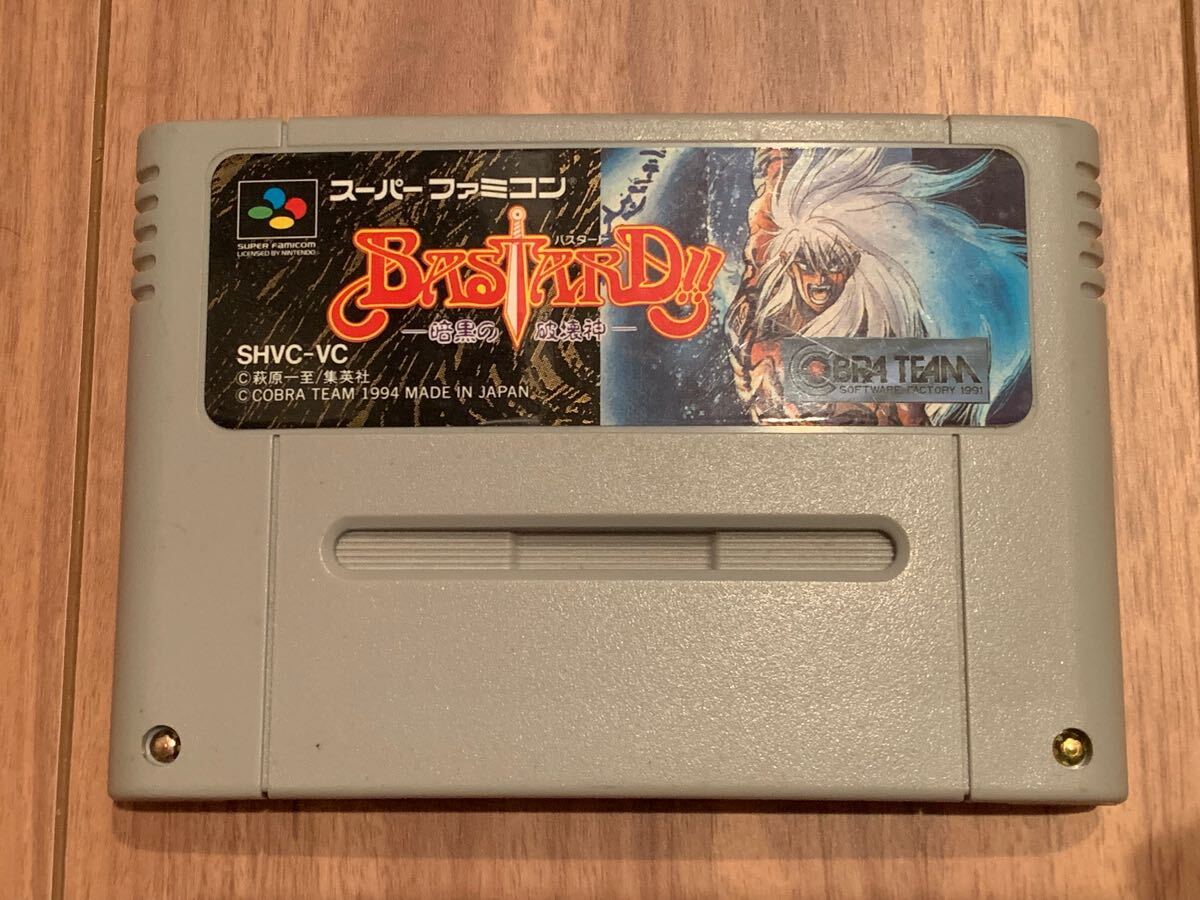 スーパーファミコン
SUPER FAMICOM
LICENSED BY NINTENDO
バスタード
BASTARD!!
―暗黒の破壊神―
SHVC-VC
©萩原一至/集英社
©COBRA TEAM 1994 MADE IN JAPAN
COBRA TEAM
SOFTWARE FACTORY 1991